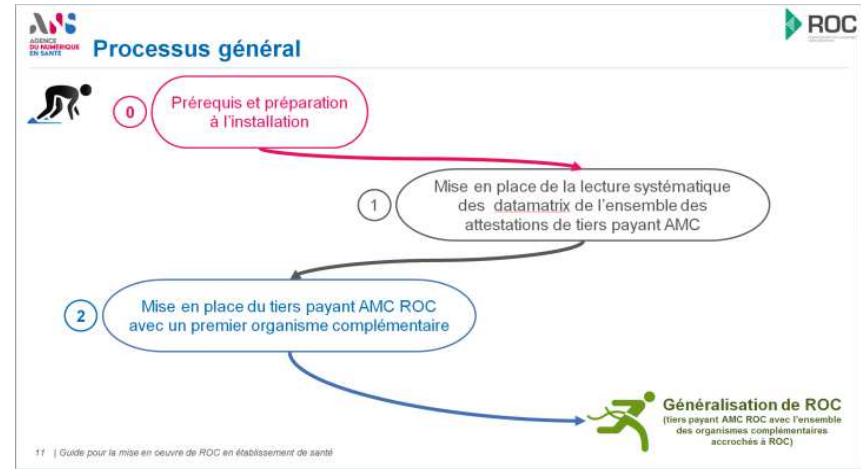 AGENCE
DU NUMÉRIQUE
EN SANTÉ
ROC
Processus général
0
Prérequis et préparation
à l'installation
1
Mise en place de la lecture systématique
des datamatrix de l'ensemble des
attestations de tiers payant AMC
2
Mise en place du tiers payant AMC ROC
avec un premier organisme complémentaire
Généralisation de ROC
(tiers payant AMC ROC avec l'ensemble
des organismes complémentaires
accrochés à ROC)
11 | Guide pour la mise en oeuvre de ROC en établissement de santé